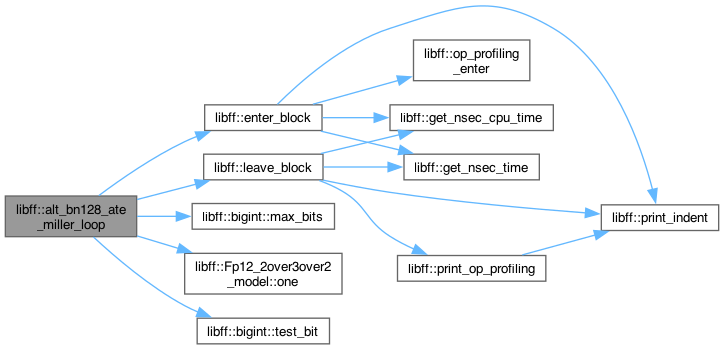 libff::alt_bn128_ate
_miller_loop
libff::enter_block
libff::leave_block
libff::bigint::max_bits
libff::Fp12_2over3over2
_model::one
libff::bigint::test_bit
libff::op_profiling
_enter
libff::get_nsec_cpu_time
libff::get_nsec_time
libff::print_op_profiling
libff::print_indent